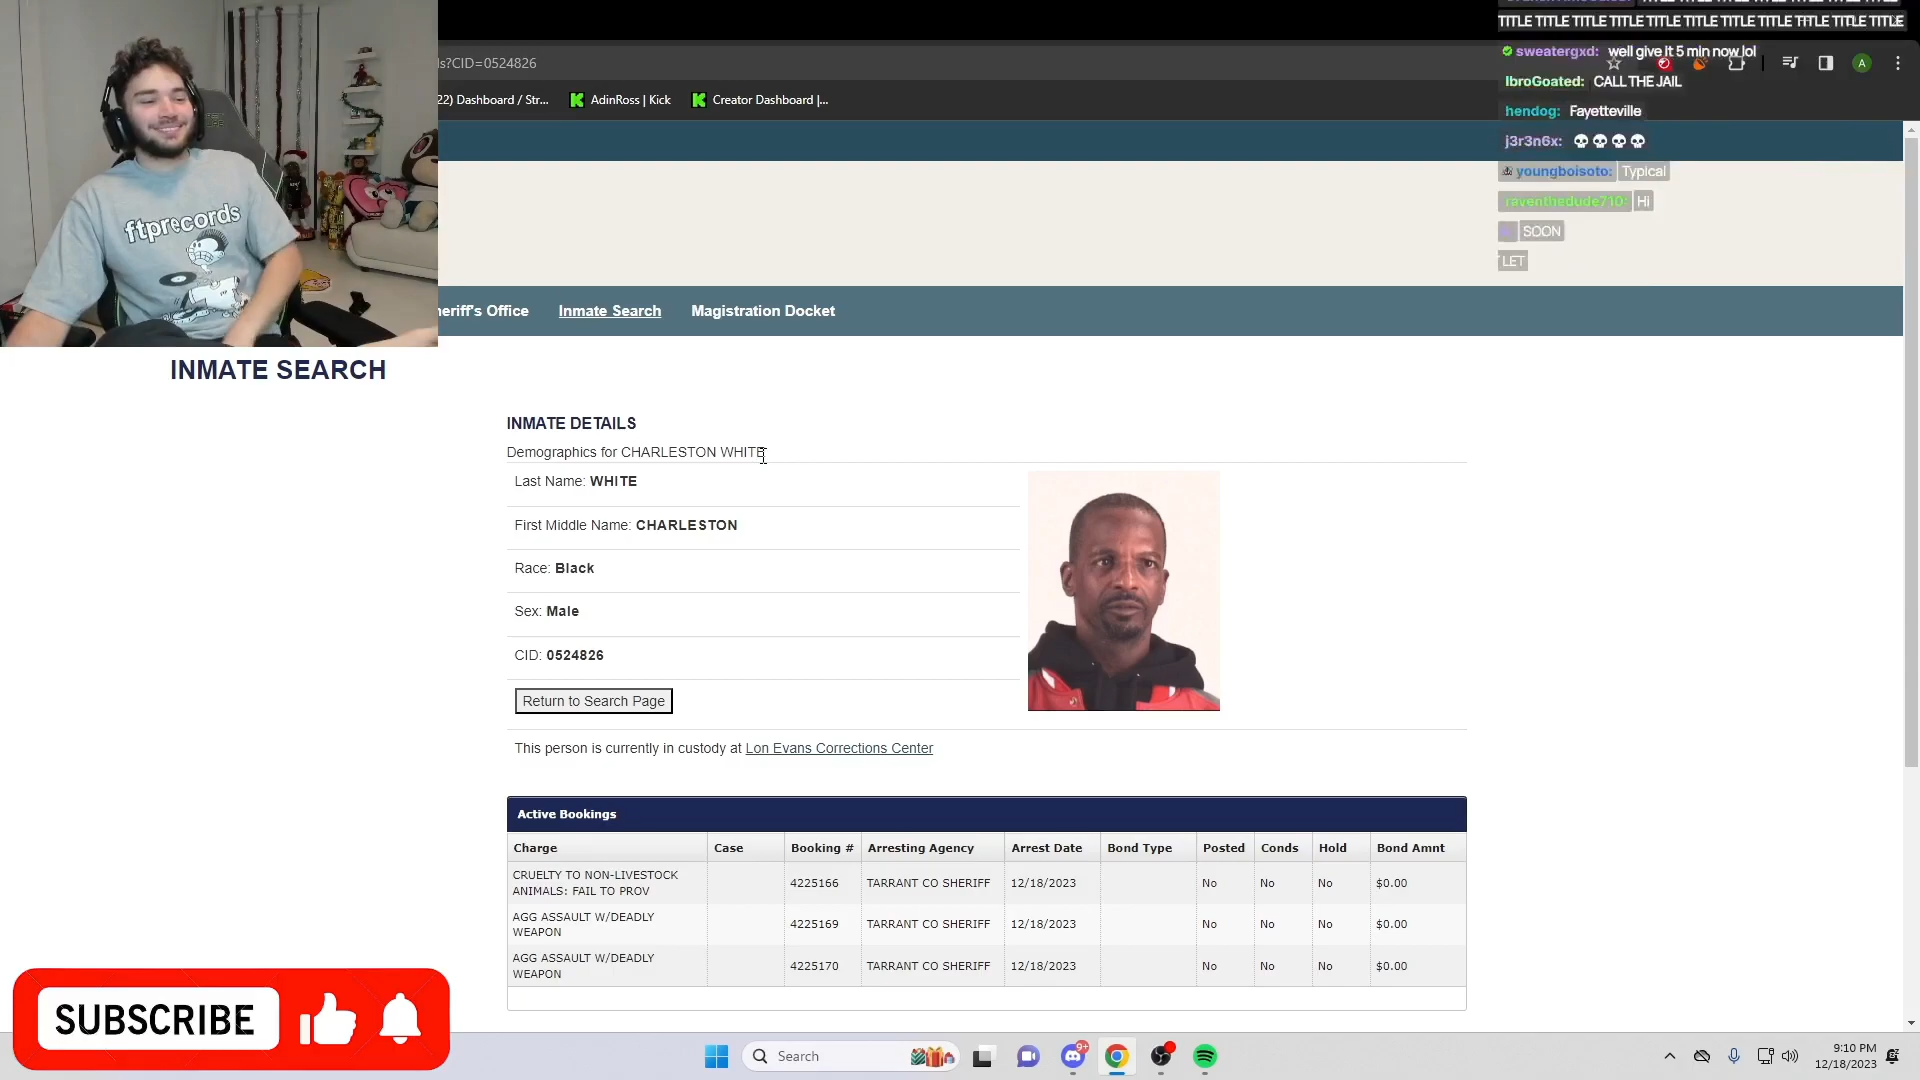 TITLE TITLE TITLE TITLE TITLE TITLE TITLE TITLE TITLE TITLE TITLE
sweatergxd: well give it 5 min now lol
IbroGoated: CALL THE JAIL
hendog: Fayetteville
j3r3n6x: 💀💀💀💀
youngboisoto: Typical
raventhedude710: Hi
SOON
LET
s?CID=0524826
A
22) Dashboard / Str...
AdinRoss | Kick
Creator Dashboard |...
ftprecords
eriff's Office
Inmate Search
Magistration Docket
INMATE SEARCH
INMATE DETAILS
Demographics for CHARLESTON WHITE
Last Name: WHITE
First Middle Name: CHARLESTON
Race: Black
Sex: Male
CID: 0524826
Return to Search Page
This person is currently in custody at Lon Evans Corrections Center
Active Bookings
Charge Case Booking # Arresting Agency Arrest Date Bond Type Posted Conds Hold Bond Amnt
CRUELTY TO NON-LIVESTOCK
ANIMALS: FAIL TO PROV 4225166 TARRANT CO SHERIFF 12/18/2023 No No No $0.00
AGG ASSAULT W/DEADLY
WEAPON 4225169 TARRANT CO SHERIFF 12/18/2023 No No No $0.00
AGG ASSAULT W/DEADLY
WEAPON 4225170 TARRANT CO SHERIFF 12/18/2023 No No No $0.00
SUBSCRIBE
Search
9+
9:10 PM
12/18/2023